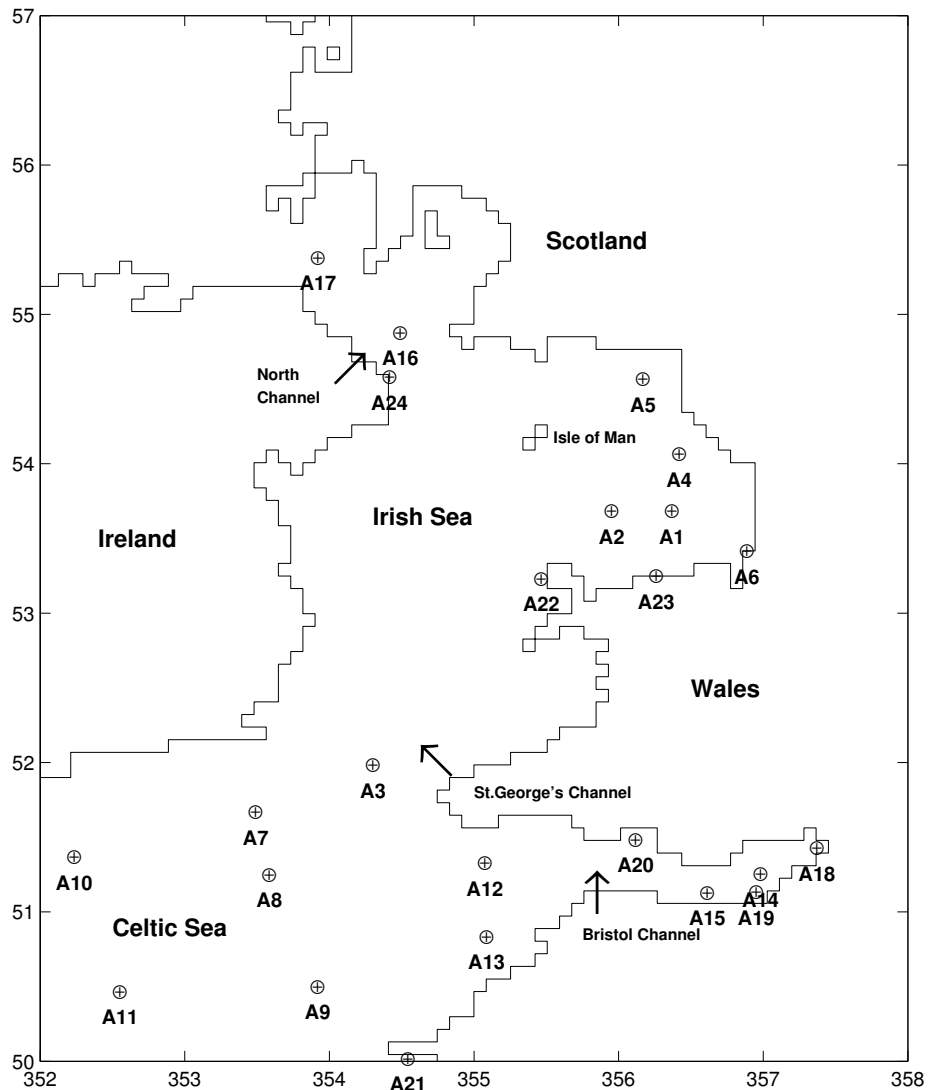 57
56
Scotland
A17
55
A16
North
Channel
A24
A5
Isle of Man
54
A4
Irish Sea
Ireland
A2
A1
A6
A22
A23
53
Wales
52
A3
St.George's Channel
A7
A10
A8
A12
A20
A18
A14
A15
A19
51
Celtic Sea
Bristol Channel
A13
A11
A9
50
A21
352
353
354
355
356
357
358